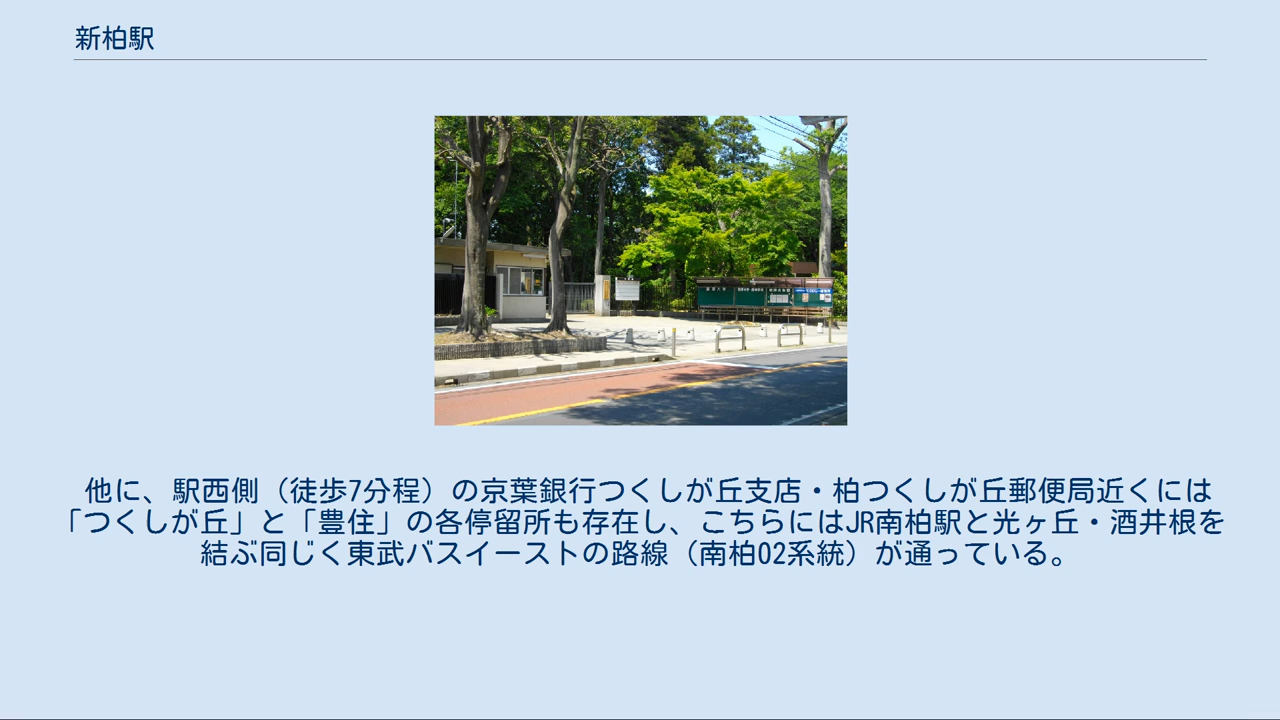 新柏駅
他に、駅西側（徒歩7分程）の京葉銀行つくしが丘支店・柏つくしが丘郵便局近くには
「つくしが丘」と「豊住」の各停留所も存在し、こちらにはJR南柏駅と光ヶ丘・酒井根を
結ぶ同じく東武バスイーストの路線（南柏02系統）が通っている。